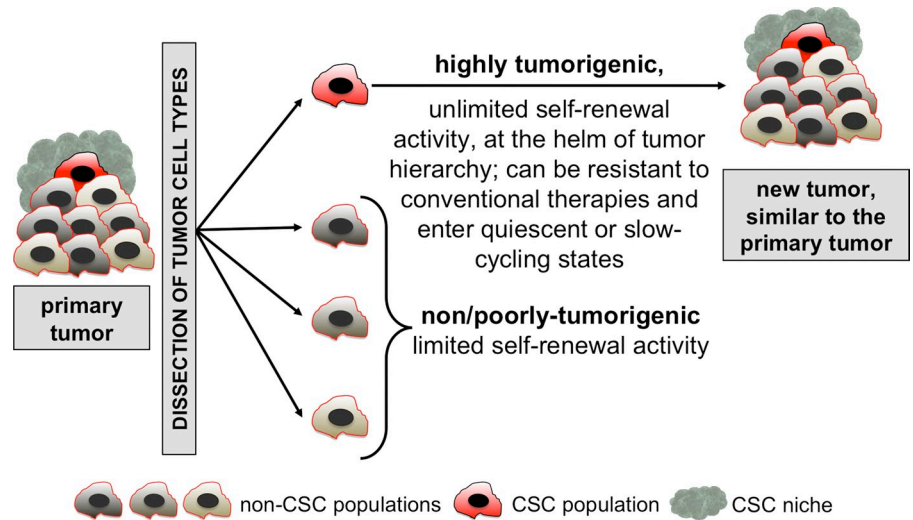 primary
tumor
DISSECTION OF TUMOR CELL TYPES
highly tumorigenic,
unlimited self-renewal
activity, at the helm of tumor
hierarchy; can be resistant to
conventional therapies and
enter quiescent or slow-
cycling states
non/poorly-tumorigenic
limited self-renewal activity
new tumor,
similar to the
primary tumor
non-CSC populations
CSC population
CSC niche